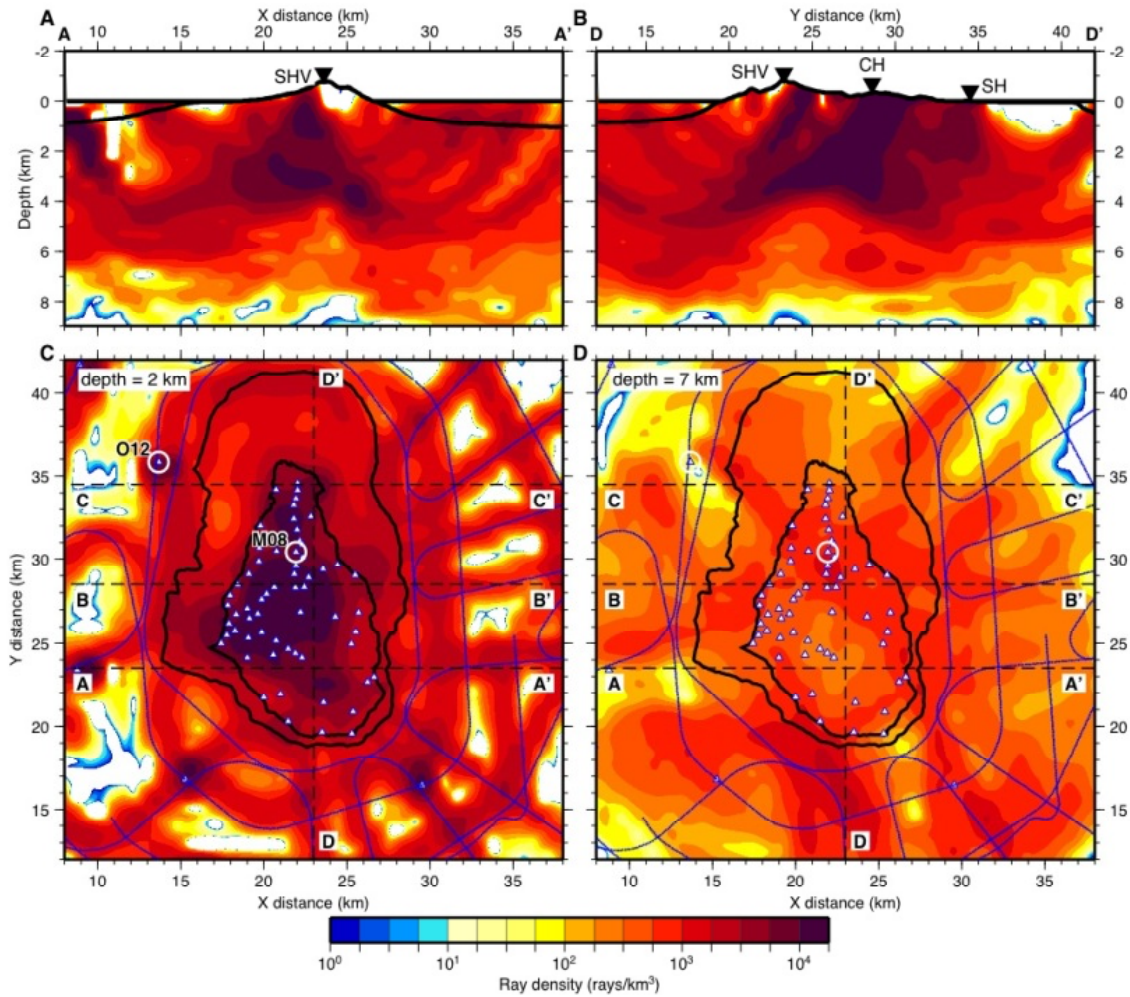 A
X distance (km)
B
Y distance (km)
A 10 15 20 25 30 35 A'
D 15 20 25 30 35 40 D'
-2 0 2 4 6 8
Depth (km)
SHV
SHV CH SH
-2 0 2 4 6 8
Depth (km)
C
depth = 2 km
D'
O12
M08
C C'
B B'
A A'
D
40 35 30 25 20 15
Y distance (km)
10 15 20 25 30 35
X distance (km)
D
depth = 7 km
D'
C C'
B B'
A A'
D
40 35 30 25 20 15
Y distance (km)
10 15 20 25 30 35
X distance (km)
10⁰ 10¹ 10² 10³ 10⁴
Ray density (rays/km³)